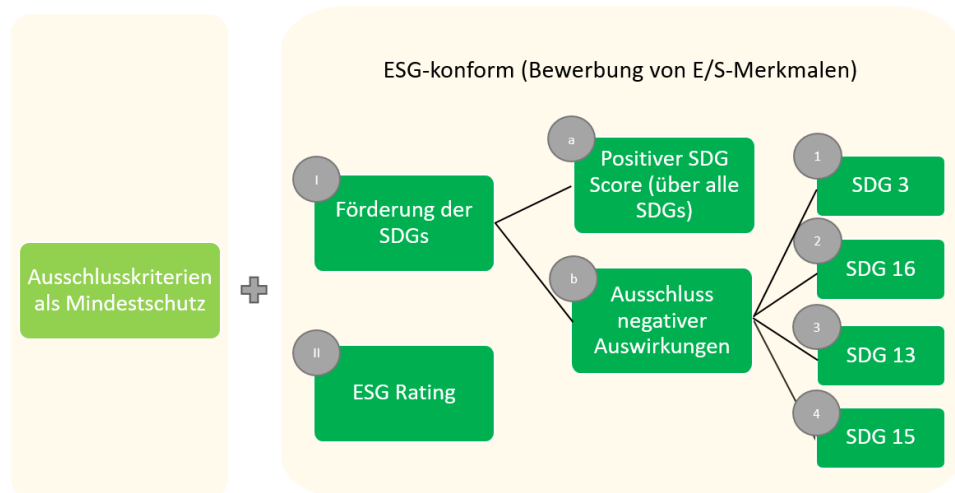 ESG-konform (Bewerbung von E/S-Merkmalen)
Ausschlusskriterien
als Mindestschutz
I
Förderung der
SDGs
II
ESG Rating
a
Positiver SDG
Score (über alle
SDGs)
b
Ausschluss
negativer
Auswirkungen
1
SDG 3
2
SDG 16
3
SDG 13
4
SDG 15